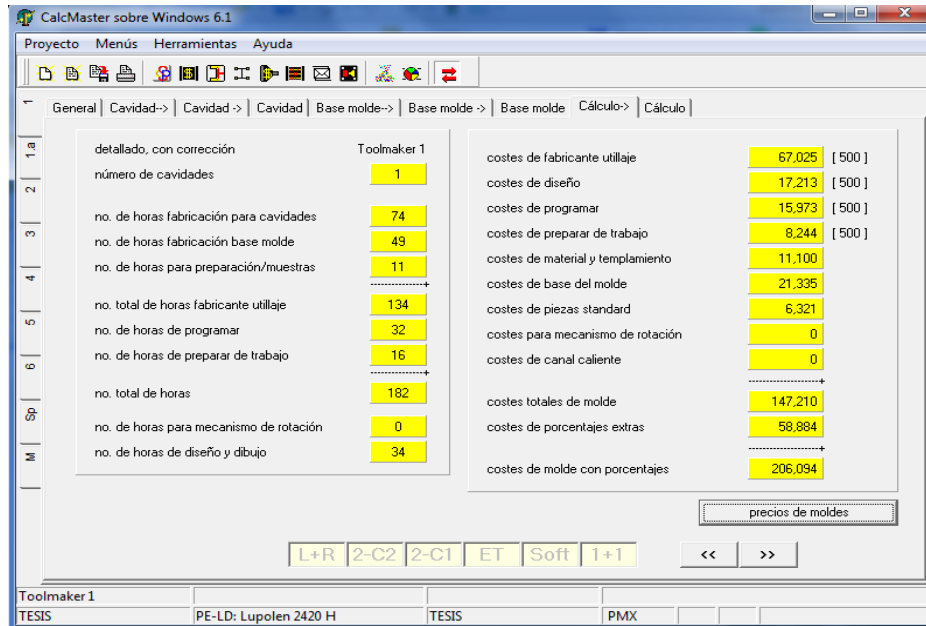 CalcMaster sobre Windows 6.1
Proyecto Menús Herramientas Ayuda
General Cavidad--> Cavidad -> Cavidad Base molde--> Base molde -> Base molde Cálculo-> Cálculo
1
1.a
2
3
4
5
6
Sp
M
detallado, con corrección Toolmaker 1
número de cavidades 1
no. de horas fabricación para cavidades 74
no. de horas fabricación base molde 49
no. de horas para preparación/muestras 11
--------------+
no. total de horas fabricante utillaje 134
no. de horas de programar 32
no. de horas de preparar de trabajo 16
--------------+
no. total de horas 182
no. de horas para mecanismo de rotación 0
no. de horas de diseño y dibujo 34
costes de fabricante utillaje 67,025 [ 500 ]
costes de diseño 17,213 [ 500 ]
costes de programar 15,973 [ 500 ]
costes de preparar de trabajo 8,244 [ 500 ]
costes de material y templamiento 11,100
costes de base del molde 21,335
costes de piezas standard 6,321
costes para mecanismo de rotación 0
costes de canal caliente 0
-------------------+
costes totales de molde 147,210
costes de porcentajes extras 58,884
-------------------+
costes de molde con porcentajes 206,094
precios de moldes
L+R 2-C2 2-C1 ET Soft 1+1 << >>
Toolmaker 1
TESIS PE-LD: Lupolen 2420 H TESIS PMX